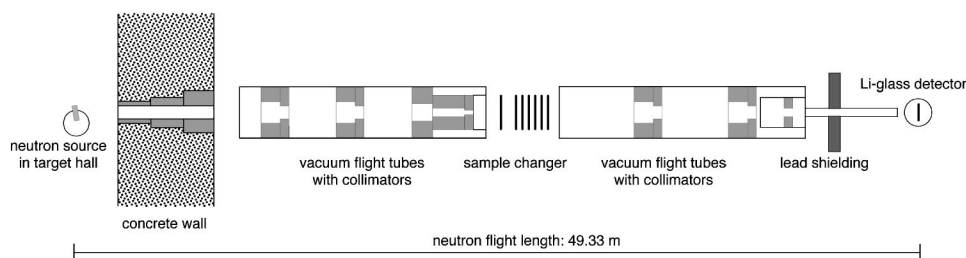 Li-glass detector
neutron source
in target hall
vacuum flight tubes
with collimators
sample changer
vacuum flight tubes
with collimators
lead shielding
concrete wall
neutron flight length: 49.33 m